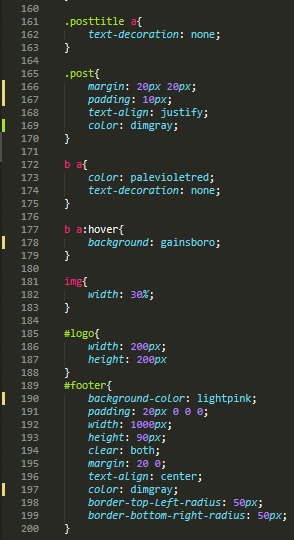 160
161 .posttitle a{
162 text-decoration: none;
163 }
164
165 .post{
166 margin: 20px 20px;
167 padding: 10px;
168 text-align: justify;
169 color: dimgray;
170 }
171
172 b a{
173 color: palevioletred;
174 text-decoration: none;
175 }
176
177 b a:hover{
178 background: gainsboro;
179 }
180
181 img{
182 width: 30%;
183 }
184
185 #logo{
186 width: 200px;
187 height: 200px
188 }
189 #footer{
190 background-color: lightpink;
191 padding: 20px 0 0 0;
192 width: 1000px;
193 height: 90px;
194 clear: both;
195 margin: 20 0;
196 text-align: center;
197 color: dimgray;
198 border-top-left-radius: 50px;
199 border-bottom-right-radius: 50px;
200 }